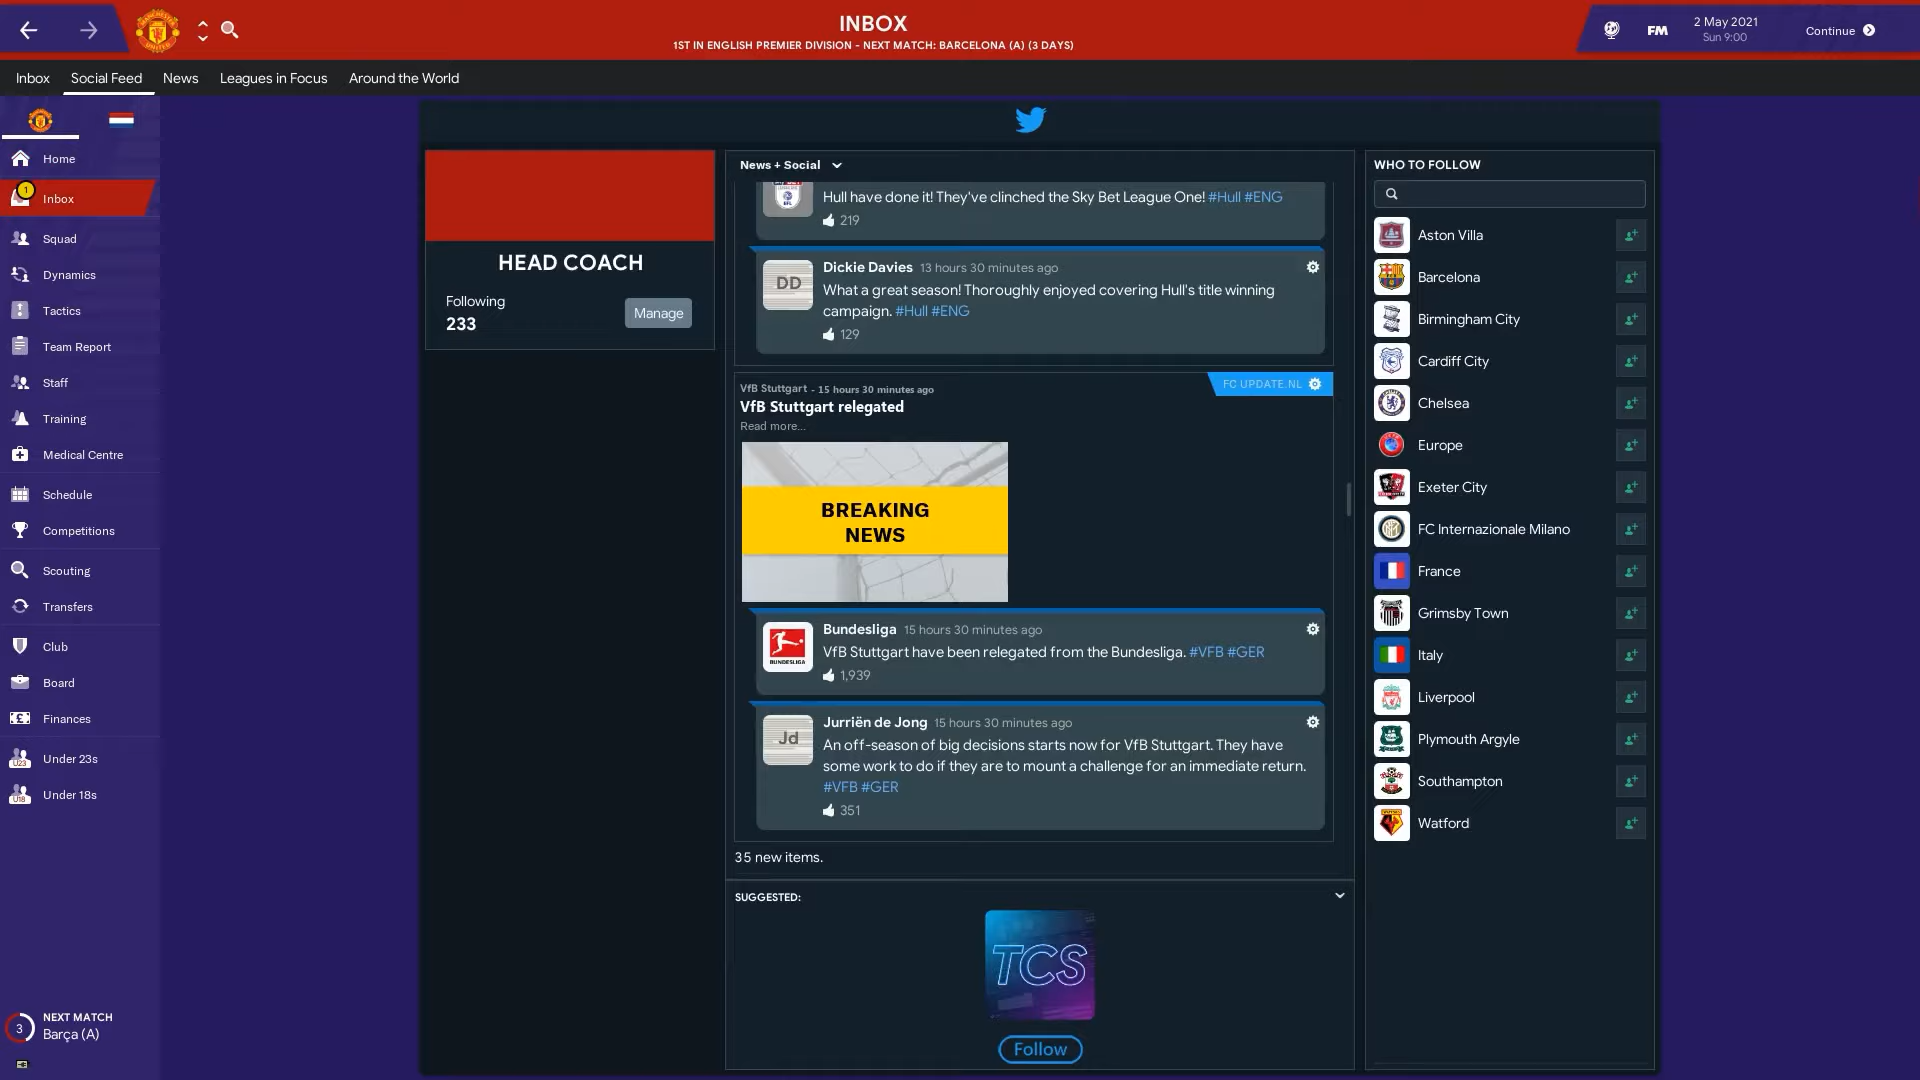 INBOX
1ST IN ENGLISH PREMIER DIVISION - NEXT MATCH: BARCELONA (A) (3 DAYS)
FM
2 May 2021
Sun 9:00
Continue
Inbox
Social Feed
News
Leagues in Focus
Around the World
Home
1
Inbox
Squad
Dynamics
Tactics
Team Report
Staff
Training
Medical Centre
Schedule
Competitions
Scouting
Transfers
Club
Board
Finances
U23
Under 23s
U18
Under 18s
3
NEXT MATCH
Barça (A)
HEAD COACH
Following
233
Manage
News + Social
EFL
Hull have done it! They've clinched the Sky Bet League One! #Hull #ENG
219
DD
Dickie Davies 13 hours 30 minutes ago
What a great season! Thoroughly enjoyed covering Hull's title winning
campaign. #Hull #ENG
129
VfB Stuttgart - 15 hours 30 minutes ago
FC UPDATE.NL
VfB Stuttgart relegated
Read more...
BREAKING
NEWS
BUNDESLIGA
Bundesliga 15 hours 30 minutes ago
VfB Stuttgart have been relegated from the Bundesliga. #VFB #GER
1,939
Jd
Jurriën de Jong 15 hours 30 minutes ago
An off-season of big decisions starts now for VfB Stuttgart. They have
some work to do if they are to mount a challenge for an immediate return.
#VFB #GER
351
35 new items.
SUGGESTED:
TCS
Follow
WHO TO FOLLOW
Aston Villa
Barcelona
Birmingham City
Cardiff City
Chelsea
Europe
Exeter City
FC Internazionale Milano
France
Grimsby Town
Italy
Liverpool
Plymouth Argyle
Southampton
Watford